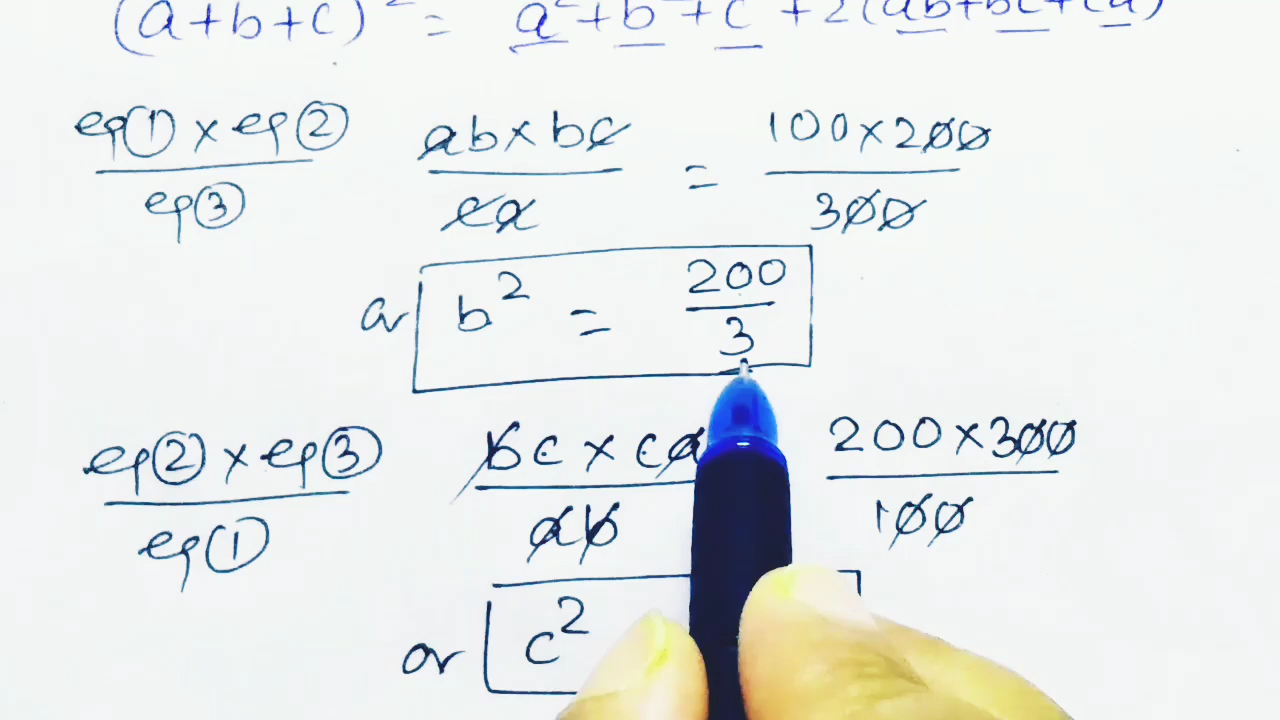 (a+b+c)² = a²+b²+c²+2(ab+bc+ca)
eq① × eq② / eq③    ab×bc / ca = 100×200 / 300
or b² = 200/3
eq② × eq③ / eq①    bc × ca / ab    200×300 / 100
or c²